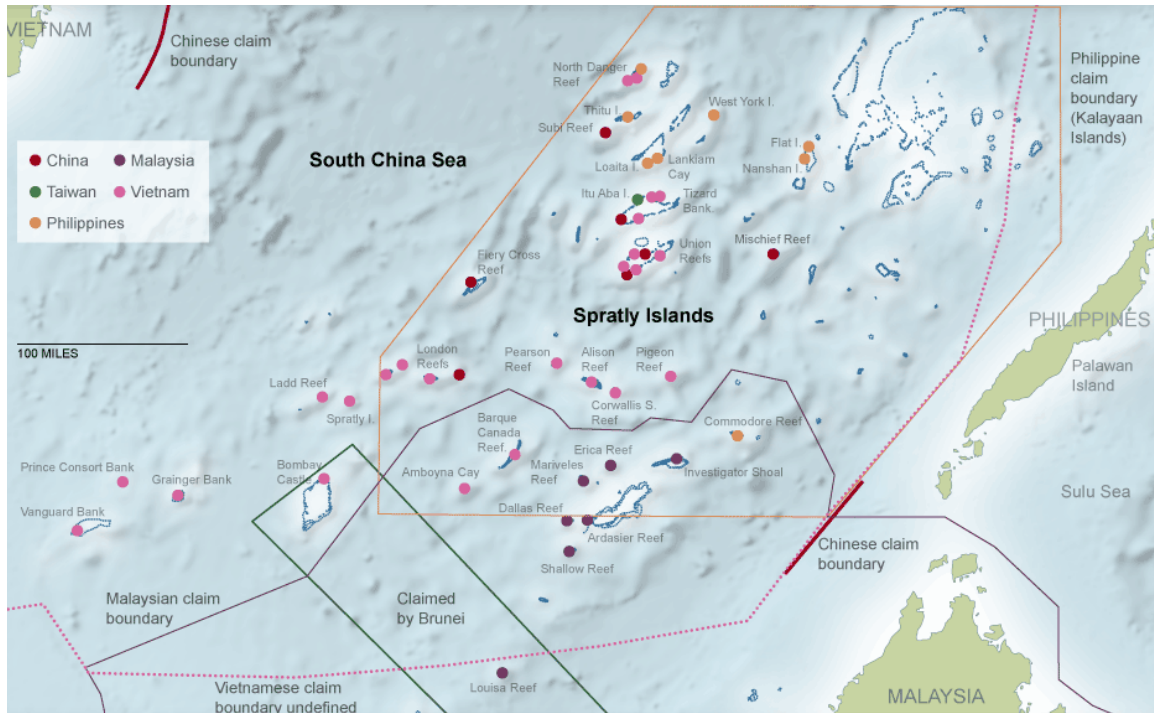 VIETNAM
Chinese claim
boundary
China
Malaysia
Taiwan
Vietnam
Philippines
South China Sea
North Danger
Reef
Thitu I.
Subi Reef
West York I.
Loaita I.
Lanklam
Cay
Flat I.
Nanshan I.
Philippine
claim
boundary
(Kalayaan
Islands)
Itu Aba I.
Tizard
Bank
Union
Reefs
Mischief Reef
Fiery Cross
Reef
Spratly Islands
PHILIPPINES
Palawan
Island
100 MILES
London
Reefs
Pearson
Reef
Alison
Reef
Pigeon
Reef
Ladd Reef
Spratly I.
Corwallis S.
Reef
Barque
Canada
Reef
Commodore Reef
Prince Consort Bank
Grainger Bank
Bombay
Castle
Amboyna Cay
Mariveles
Reef
Erica Reef
Investigator Shoal
Sulu Sea
Vanguard Bank
Dallas Reef
Ardasier Reef
Shallow Reef
Chinese claim
boundary
Malaysian claim
boundary
Claimed
by Brunei
Vietnamese claim
boundary undefined
Louisa Reef
MALAYSIA